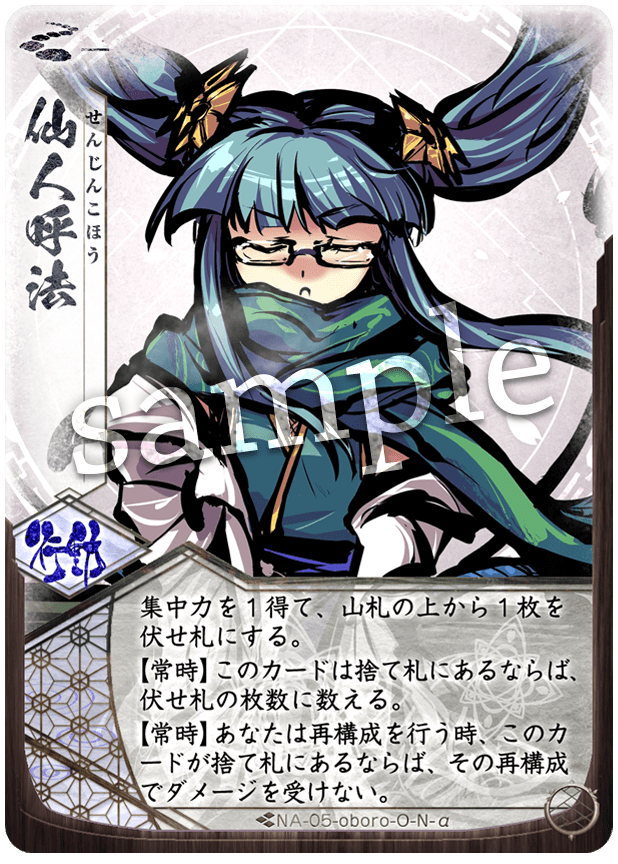 仙人呼法
せんじんこほう
sample
行動
集中力を1得て、山札の上から1枚を
伏せ札にする。
【常時】このカードは捨て札にあるならば、
伏せ札の枚数に数える。
【常時】あなたは再構成を行う時、このカ
ードが捨て札にあるならば、その再構成
でダメージを受けない。
NA-05-oboro-O-N-α